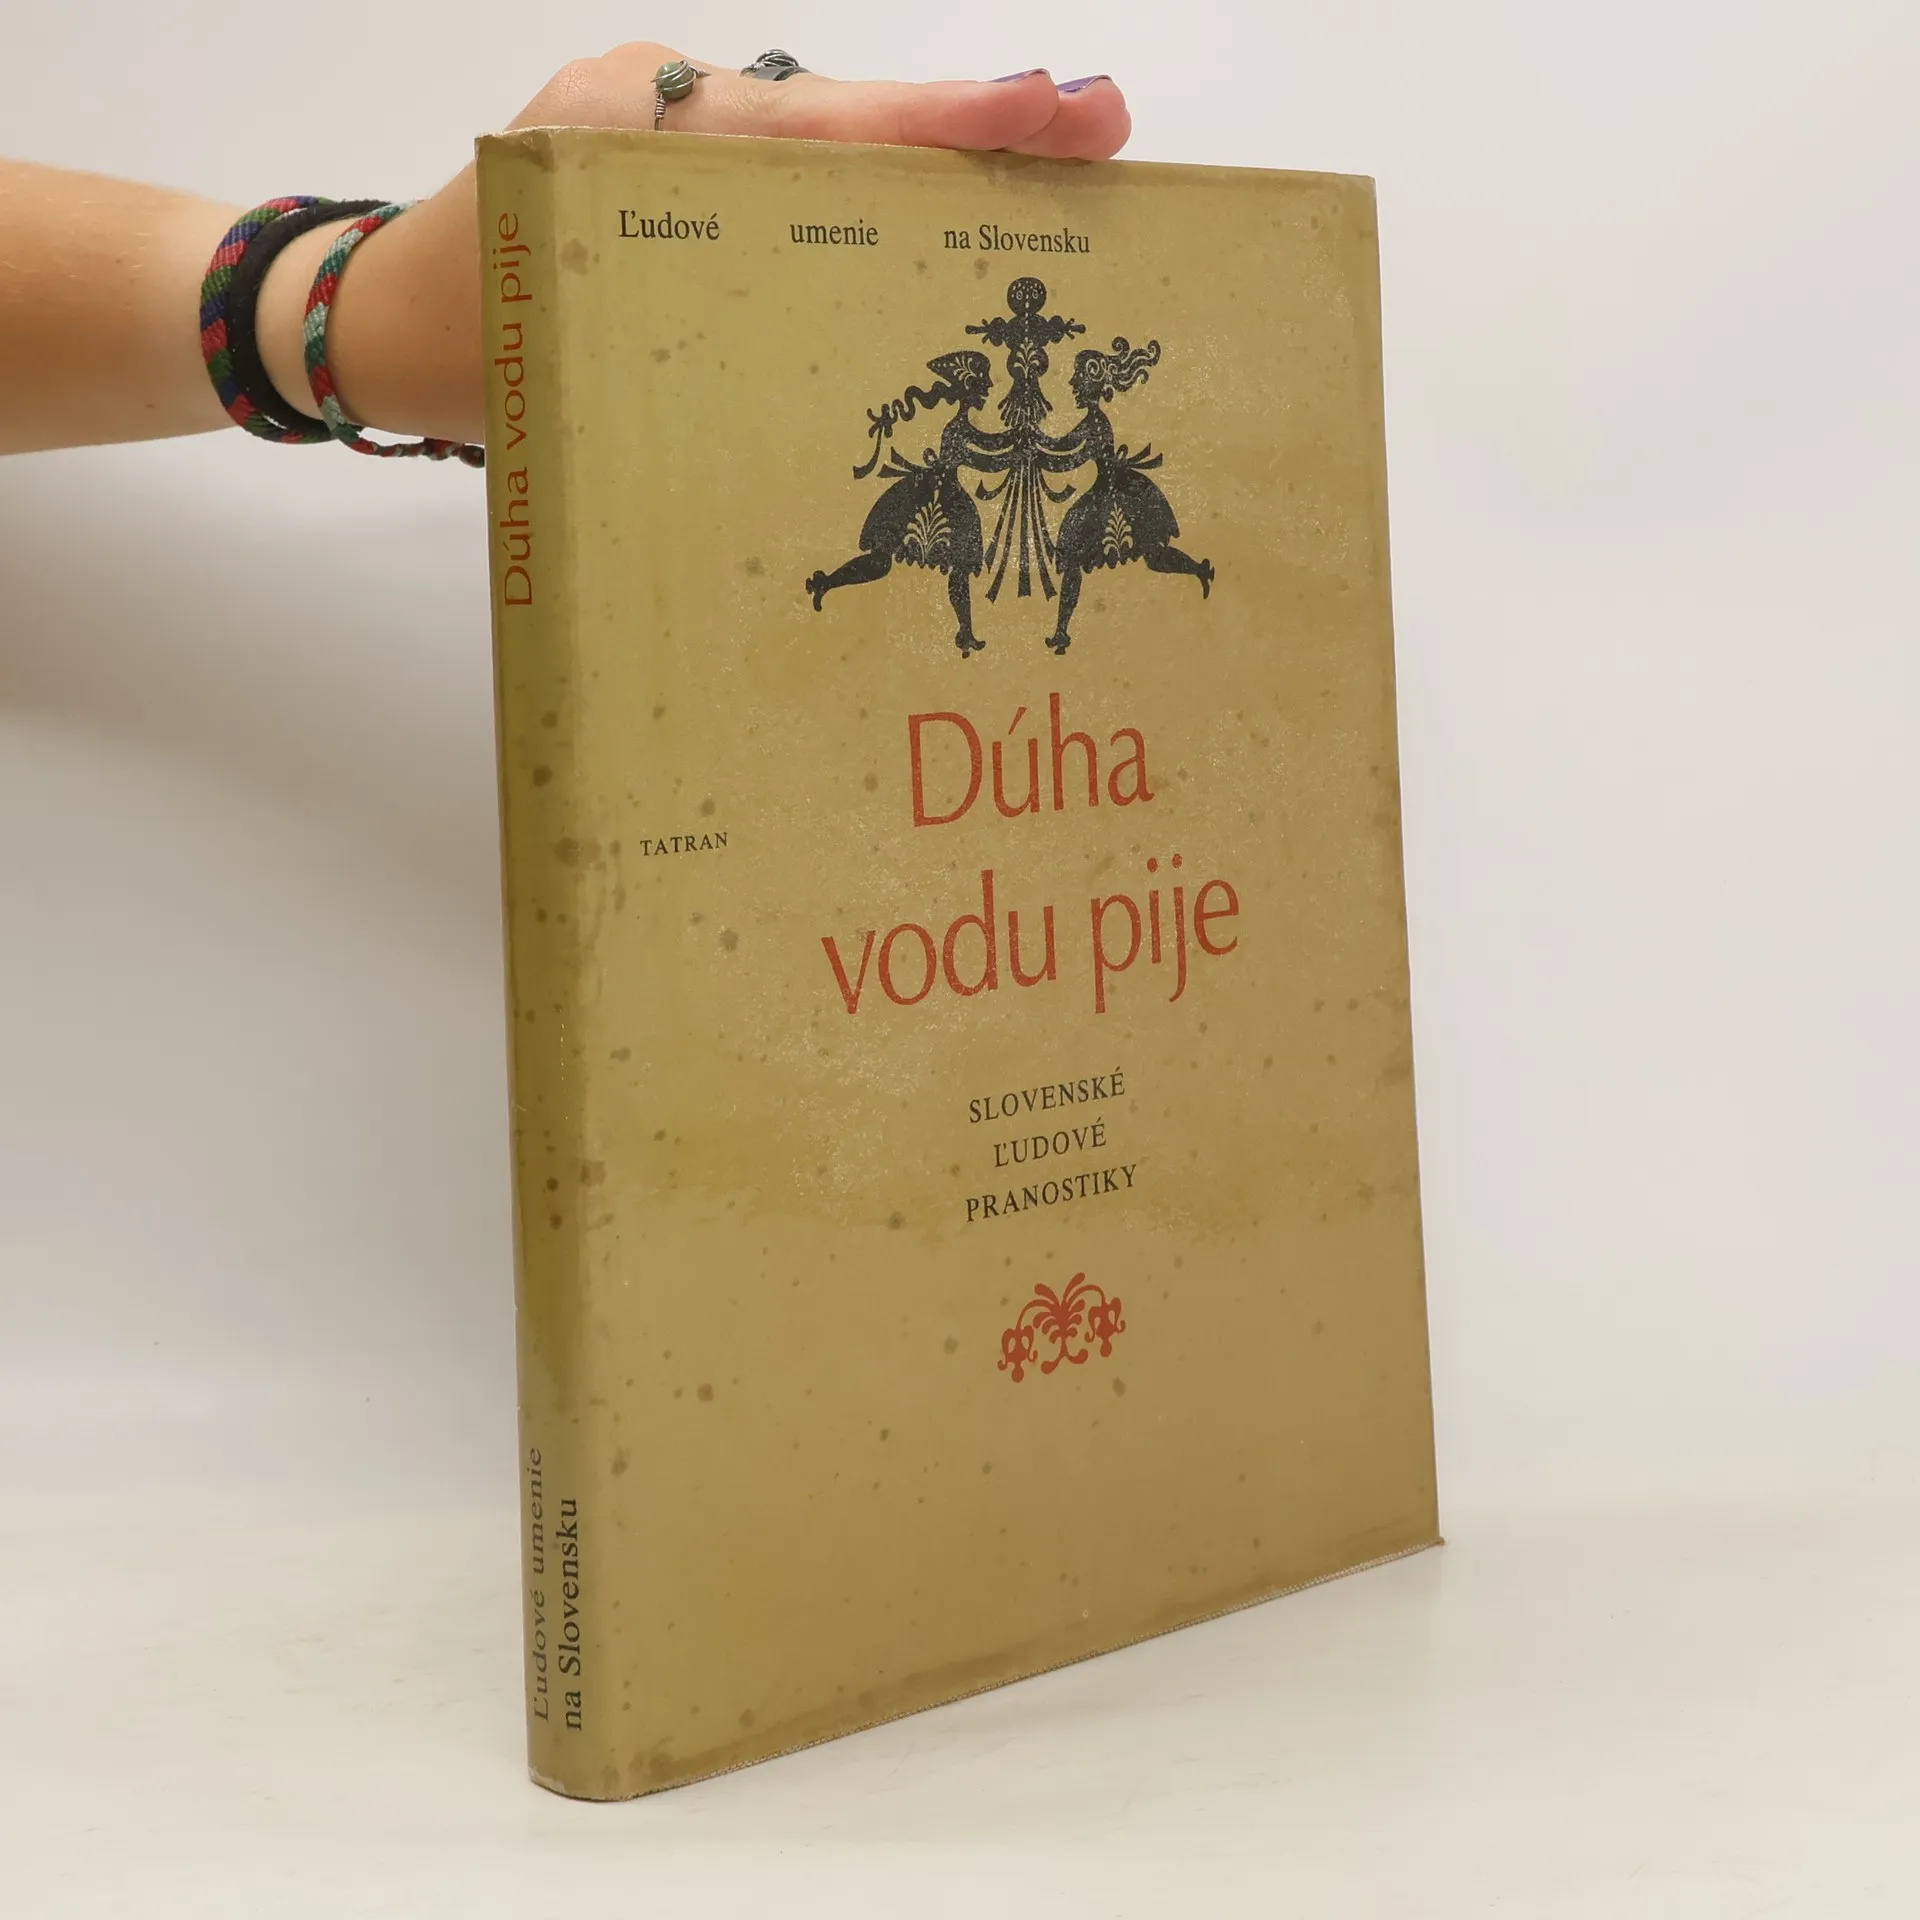 Ľudové umenie na Slovensku
Dúha
vodu pije
TATRAN
SLOVENSKÉ
ĽUDOVÉ
PRANOSTIKY
Dúha vodu pije
Ľudové umenie
na Slovensku